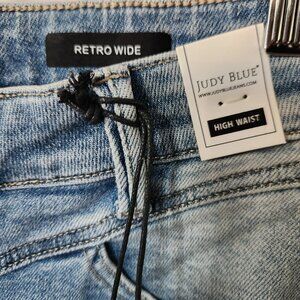 RETRO WIDE
JUDY BLUE®
WWW.JUDYBLUEJEANS.COM
HIGH WAIST